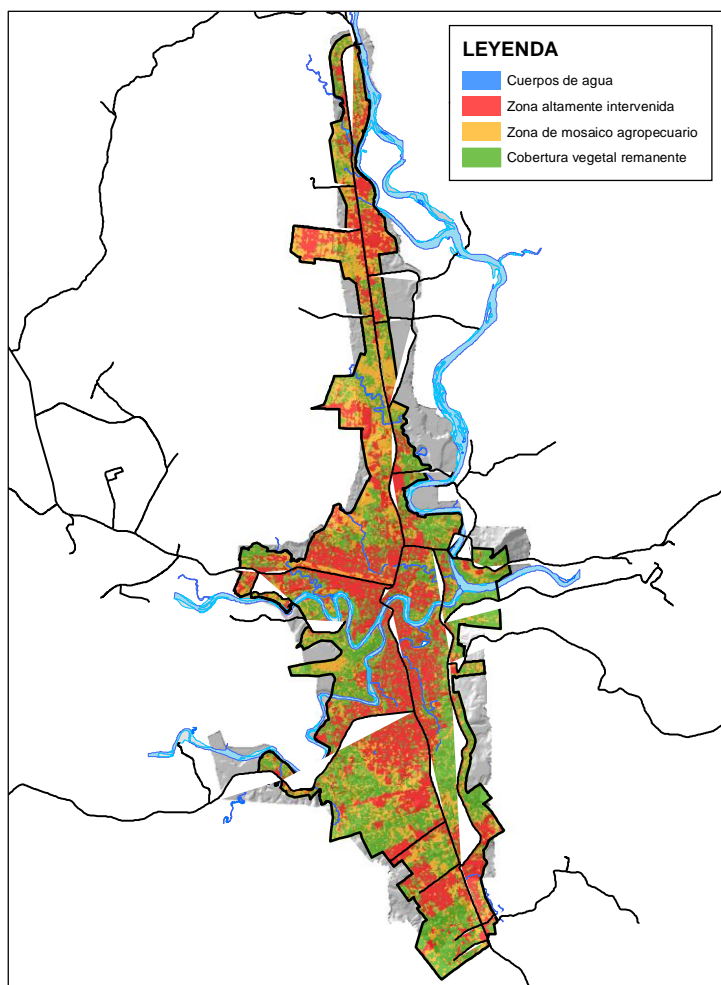 LEYENDA
Cuerpos de agua
Zona altamente intervenida
Zona de mosaico agropecuario
Cobertura vegetal remanente